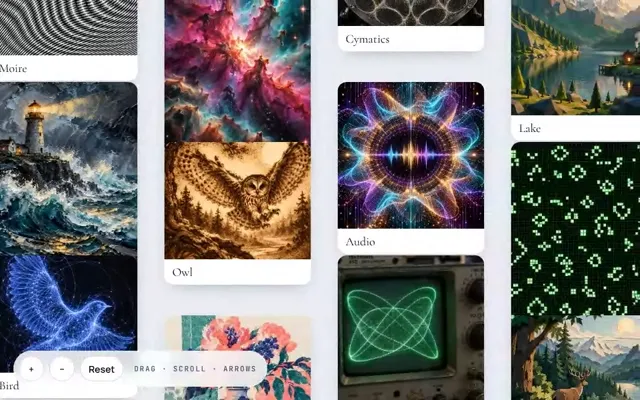 Moire
Cymatics
Lake
Owl
Audio
Bird
+ − Reset DRAG · SCROLL · ARROWS